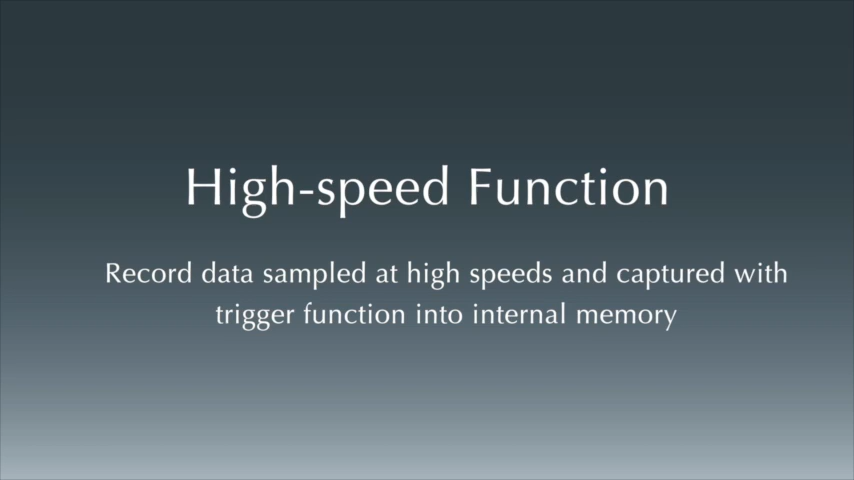 High-speed Function
Record data sampled at high speeds and captured with
trigger function into internal memory